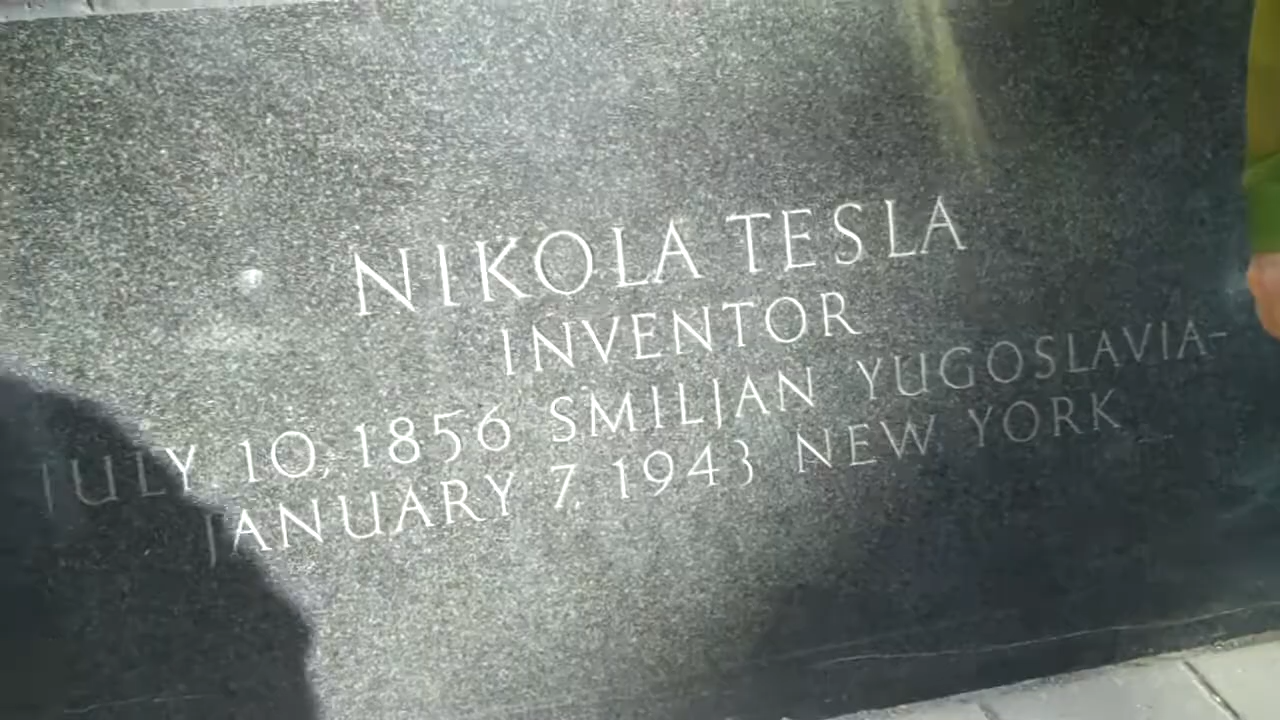 NIKOLA TESLA
INVENTOR
JULY 10, 1856 SMILJAN YUGOSLAVIA-
JANUARY 7, 1943 NEW YORK